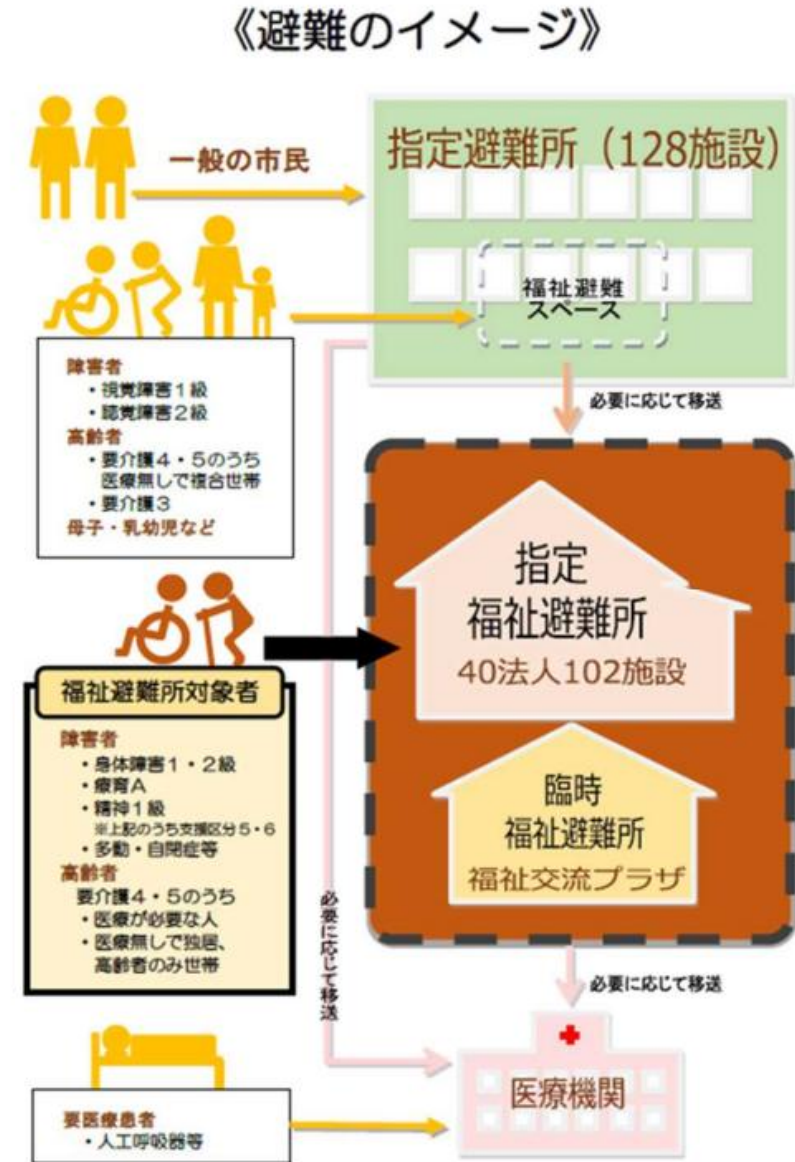 《避難のイメージ》
一般の市民
指定避難所（128施設）
福祉避難
スペース
障害者
・視覚障害１級
・聴覚障害２級
高齢者
・要介護４・５のうち
医療無しで複合世帯
・要介護３
母子・乳幼児など
必要に応じて移送
指定
福祉避難所
40法人102施設
福祉避難所対象者
障害者
・身体障害１・２級
・療育Ａ
・精神１級
※上記のうち支援区分５・６
・多動・自閉症等
高齢者
要介護４・５のうち
・医療が必要な人
・医療無しで独居、
高齢者のみ世帯
臨時
福祉避難所
福祉交流プラザ
必要に応じて移送
必要に応じて移送
医療機関
要医療患者
・人工呼吸器等